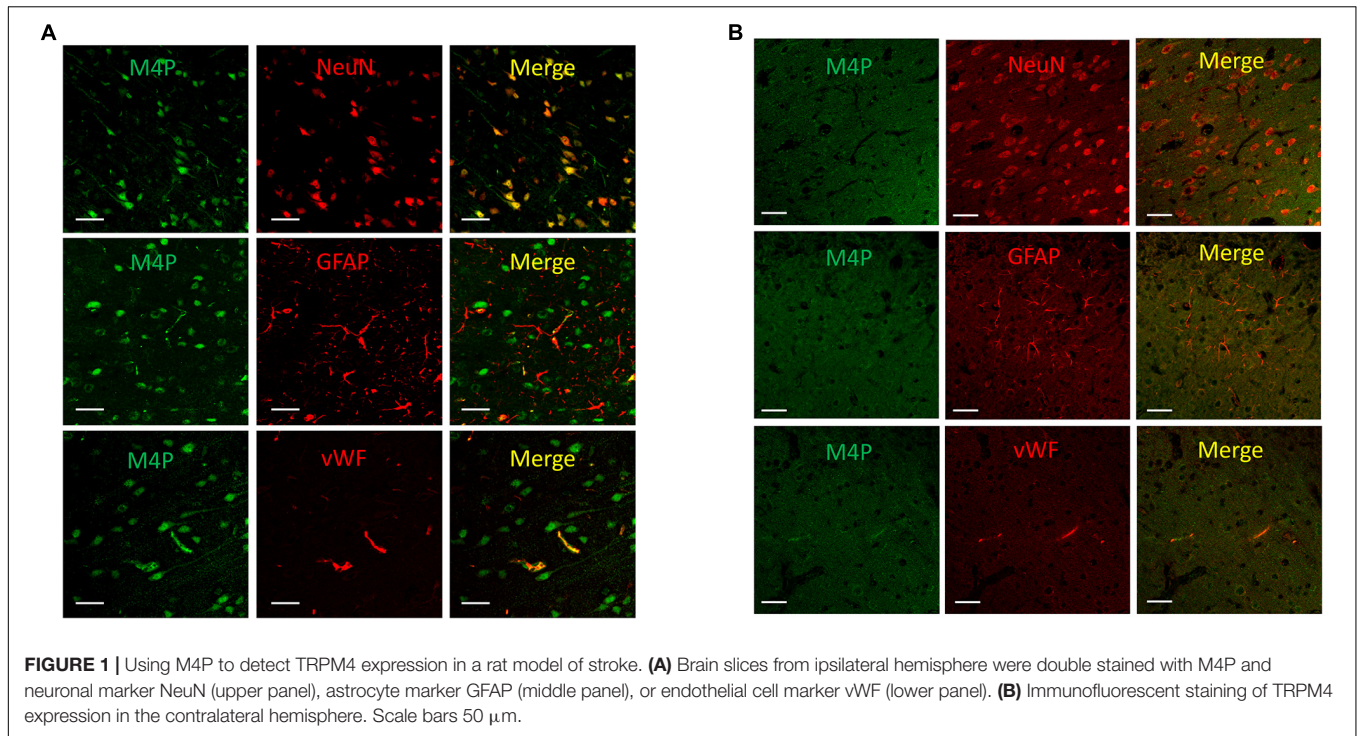 A
B
M4P NeuN Merge
M4P NeuN Merge
M4P GFAP Merge
M4P GFAP Merge
M4P vWF Merge
M4P vWF Merge
FIGURE 1 | Using M4P to detect TRPM4 expression in a rat model of stroke. (A) Brain slices from ipsilateral hemisphere were double stained with M4P and
neuronal marker NeuN (upper panel), astrocyte marker GFAP (middle panel), or endothelial cell marker vWF (lower panel). (B) Immunofluorescent staining of TRPM4
expression in the contralateral hemisphere. Scale bars 50 μm.